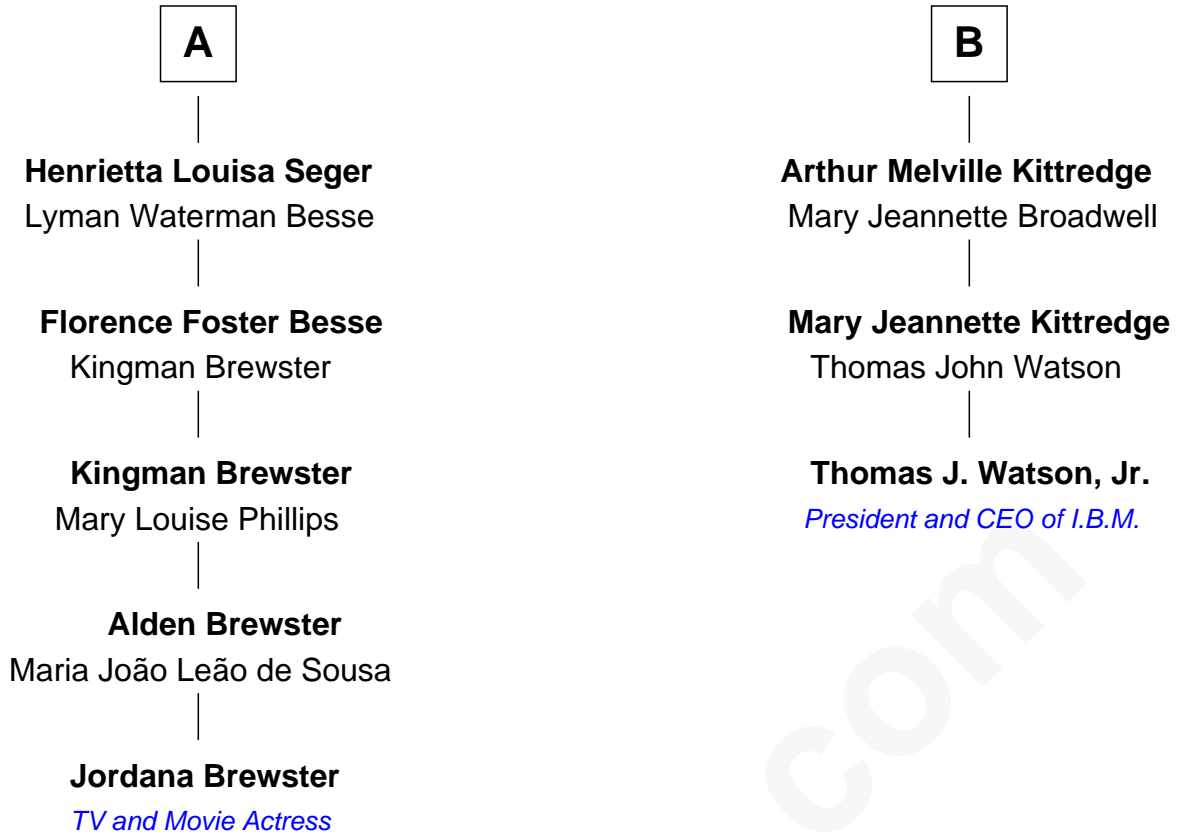 A
Henrietta Louisa Seger
Lyman Waterman Besse
Florence Foster Besse
Kingman Brewster
Kingman Brewster
Mary Louise Phillips
Alden Brewster
Maria João Leão de Sousa
Jordana Brewster
TV and Movie Actress
B
Arthur Melville Kittredge
Mary Jeannette Broadwell
Mary Jeannette Kittredge
Thomas John Watson
Thomas J. Watson, Jr.
President and CEO of I.B.M.
com